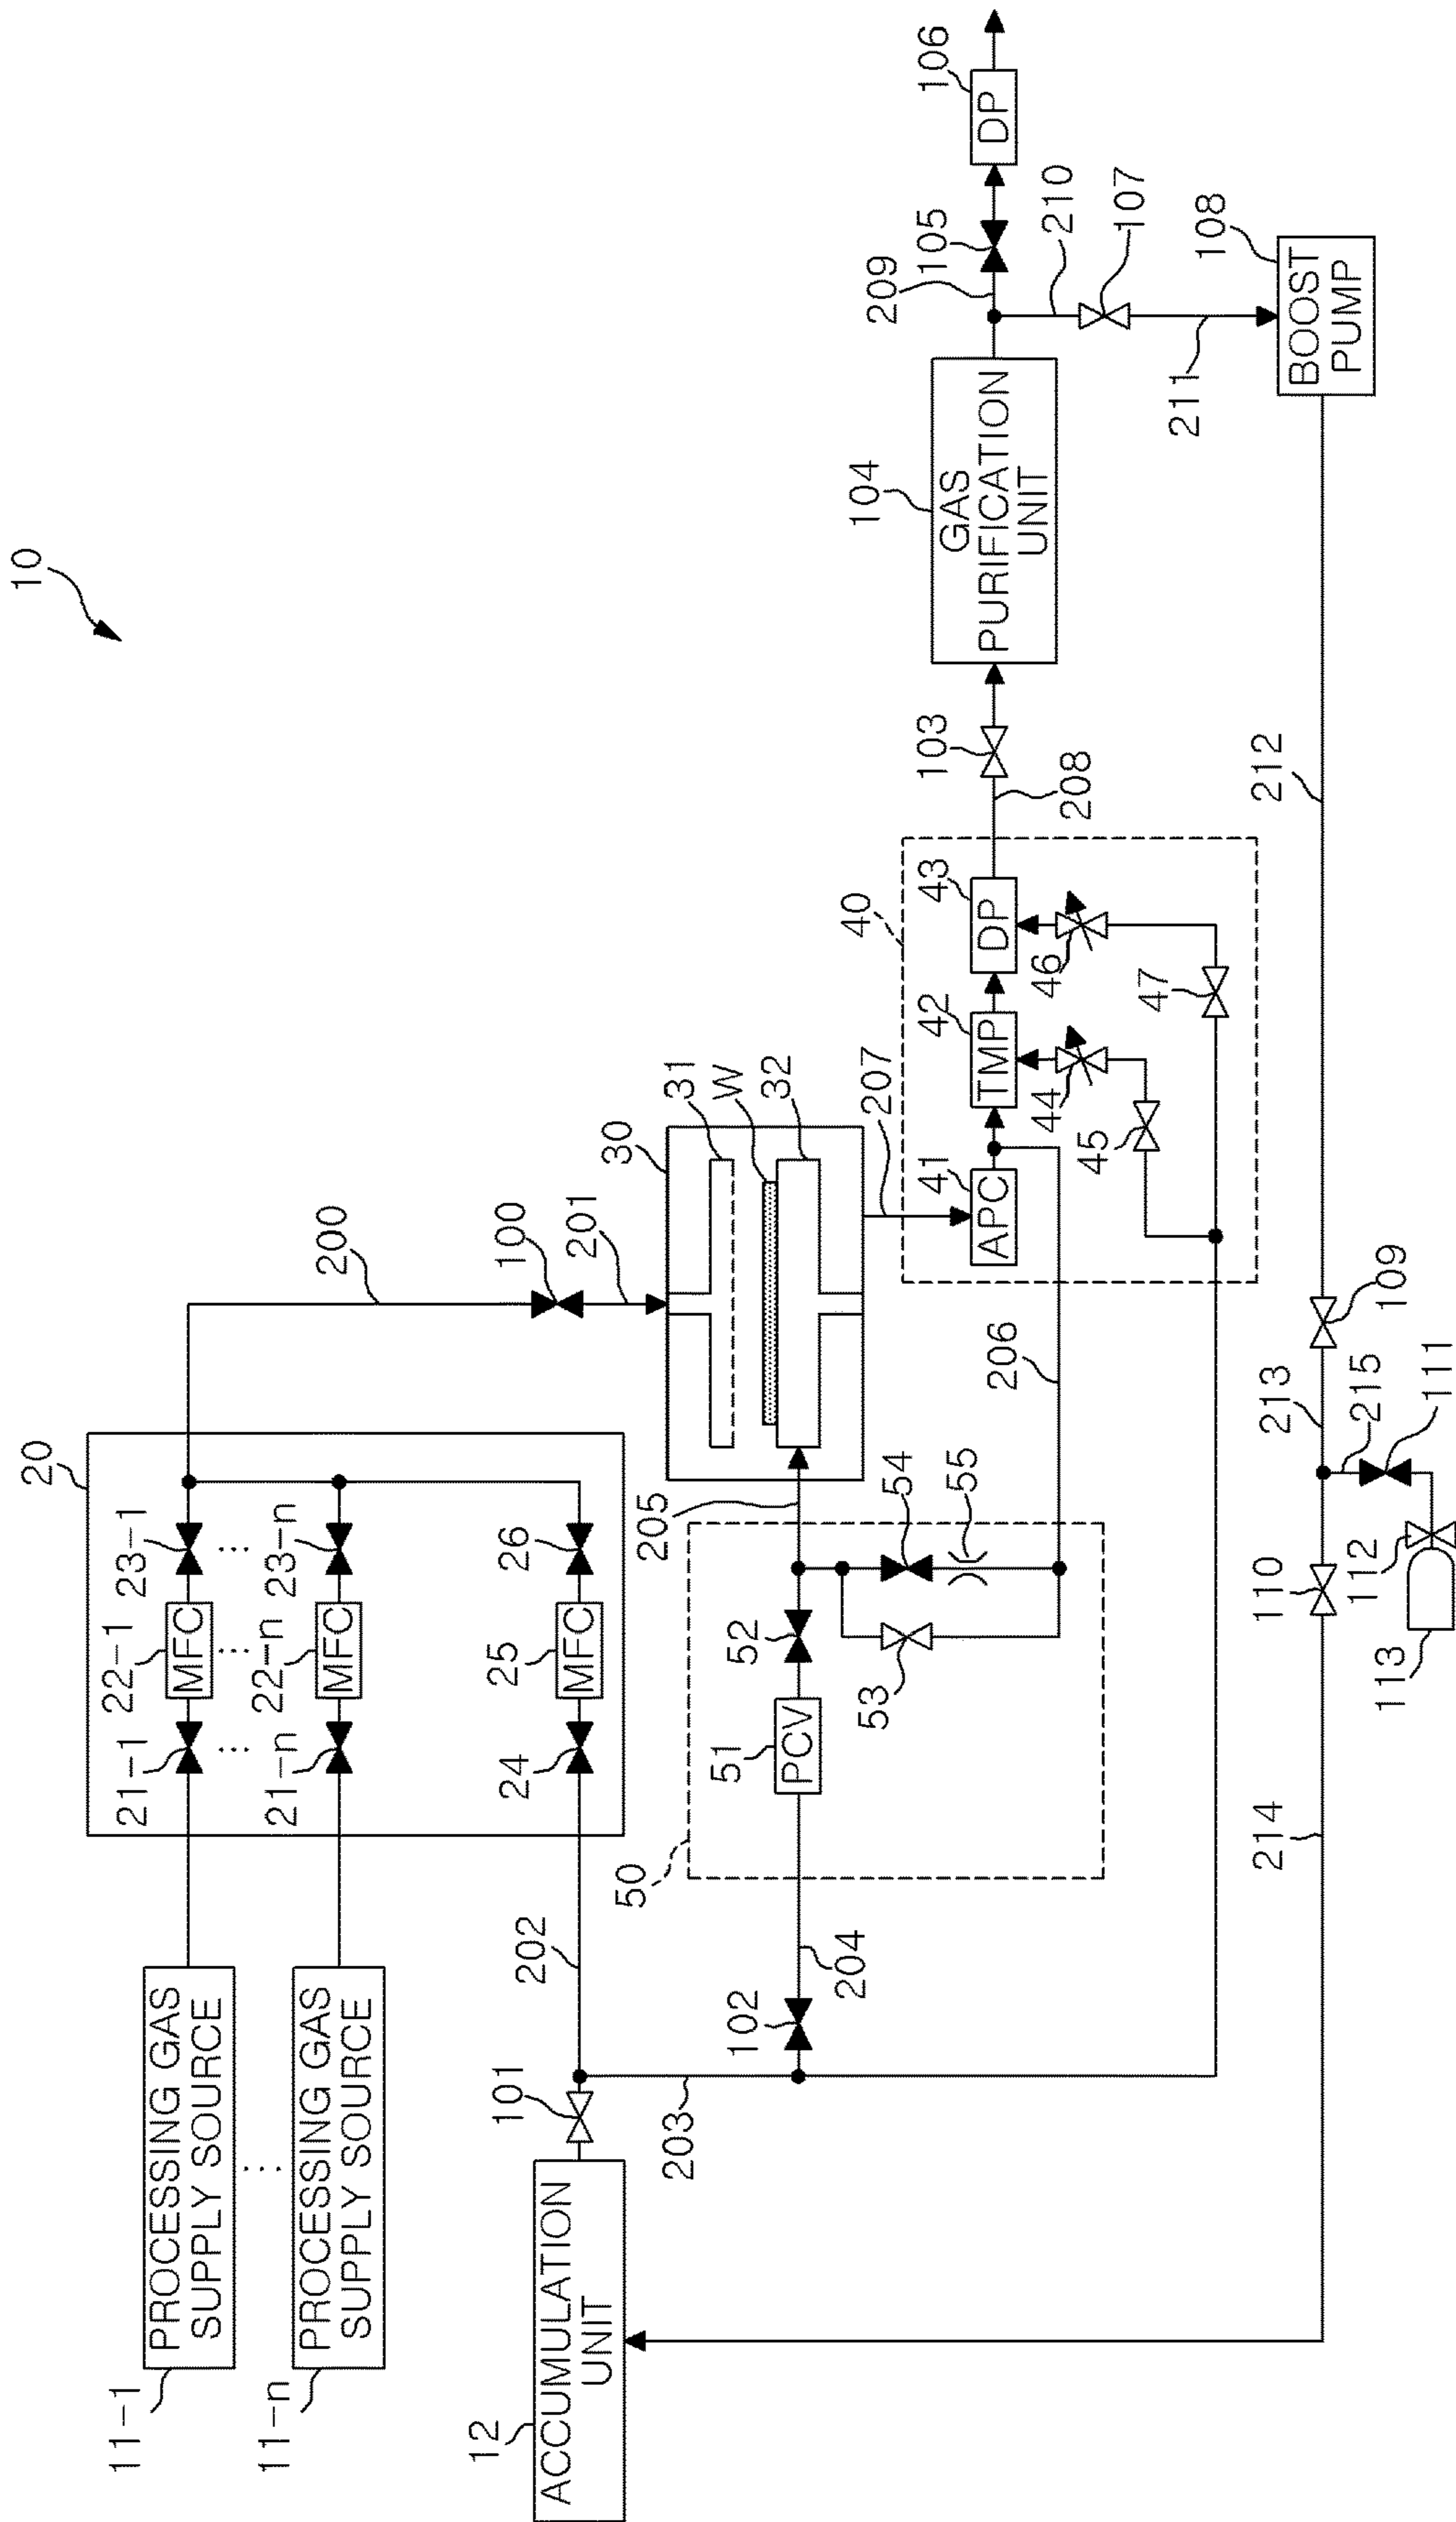 10
PROCESSING GAS
SUPPLY SOURCE
11-1
PROCESSING GAS
SUPPLY SOURCE
11-n
ACCUMULATION
UNIT
12
20
21-1
22-1
MFC
23-1
21-n
22-n
MFC
23-n
24
25
MFC
26
200
100
201
202
101
203
102
204
50
51
PCV
52
53
54
55
205
206
30
31
W
32
207
40
41
APC
42
TMP
43
DP
44
45
46
47
208
103
104
GAS
PURIFICATION
UNIT
209
105
106
DP
210
107
211
108
BOOST
PUMP
212
109
213
215
111
110
112
113
214